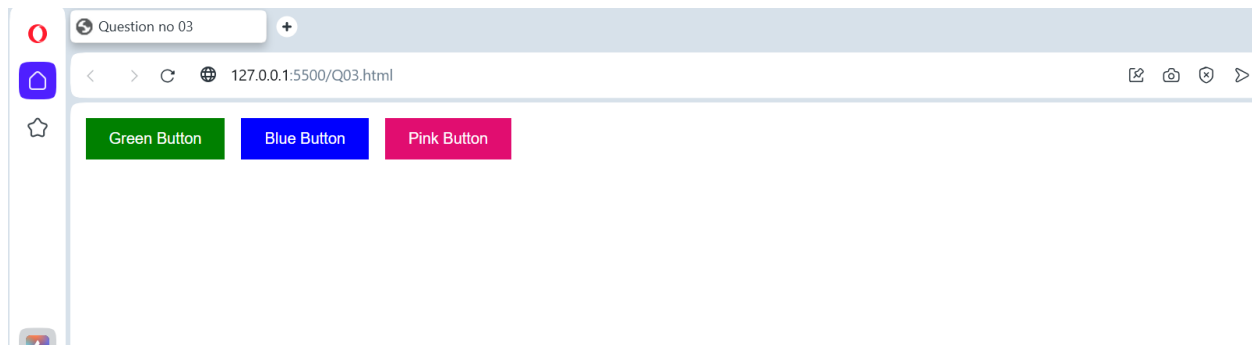 Question no 03
127.0.0.1:5500/Q03.html
Green Button Blue Button Pink Button